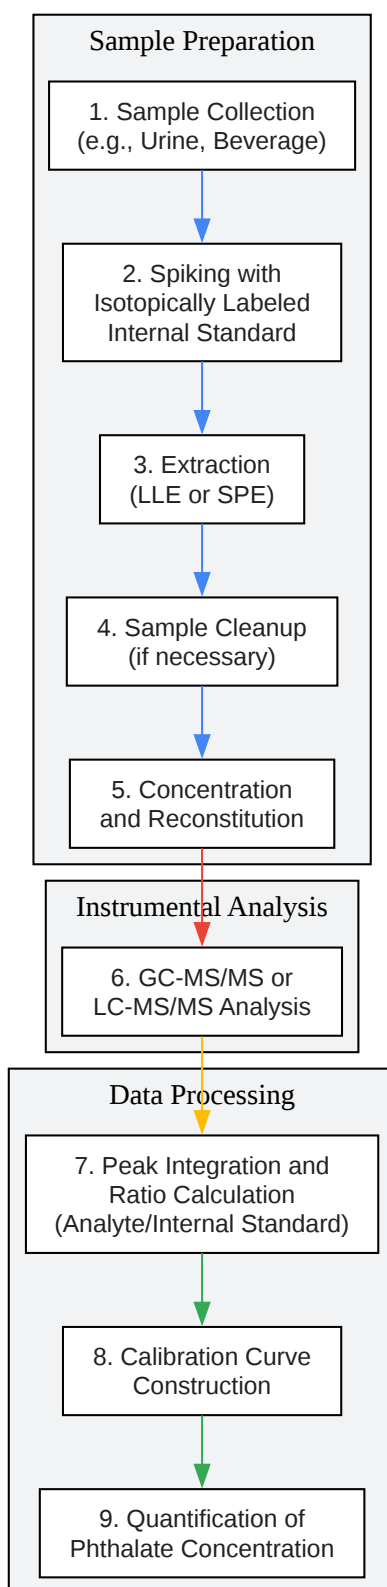 Sample Preparation
1. Sample Collection
(e.g., Urine, Beverage)
2. Spiking with
Isotopically Labeled
Internal Standard
3. Extraction
(LLE or SPE)
4. Sample Cleanup
(if necessary)
5. Concentration
and Reconstitution
Instrumental Analysis
6. GC-MS/MS or
LC-MS/MS Analysis
Data Processing
7. Peak Integration and
Ratio Calculation
(Analyte/Internal Standard)
8. Calibration Curve
Construction
9. Quantification of
Phthalate Concentration